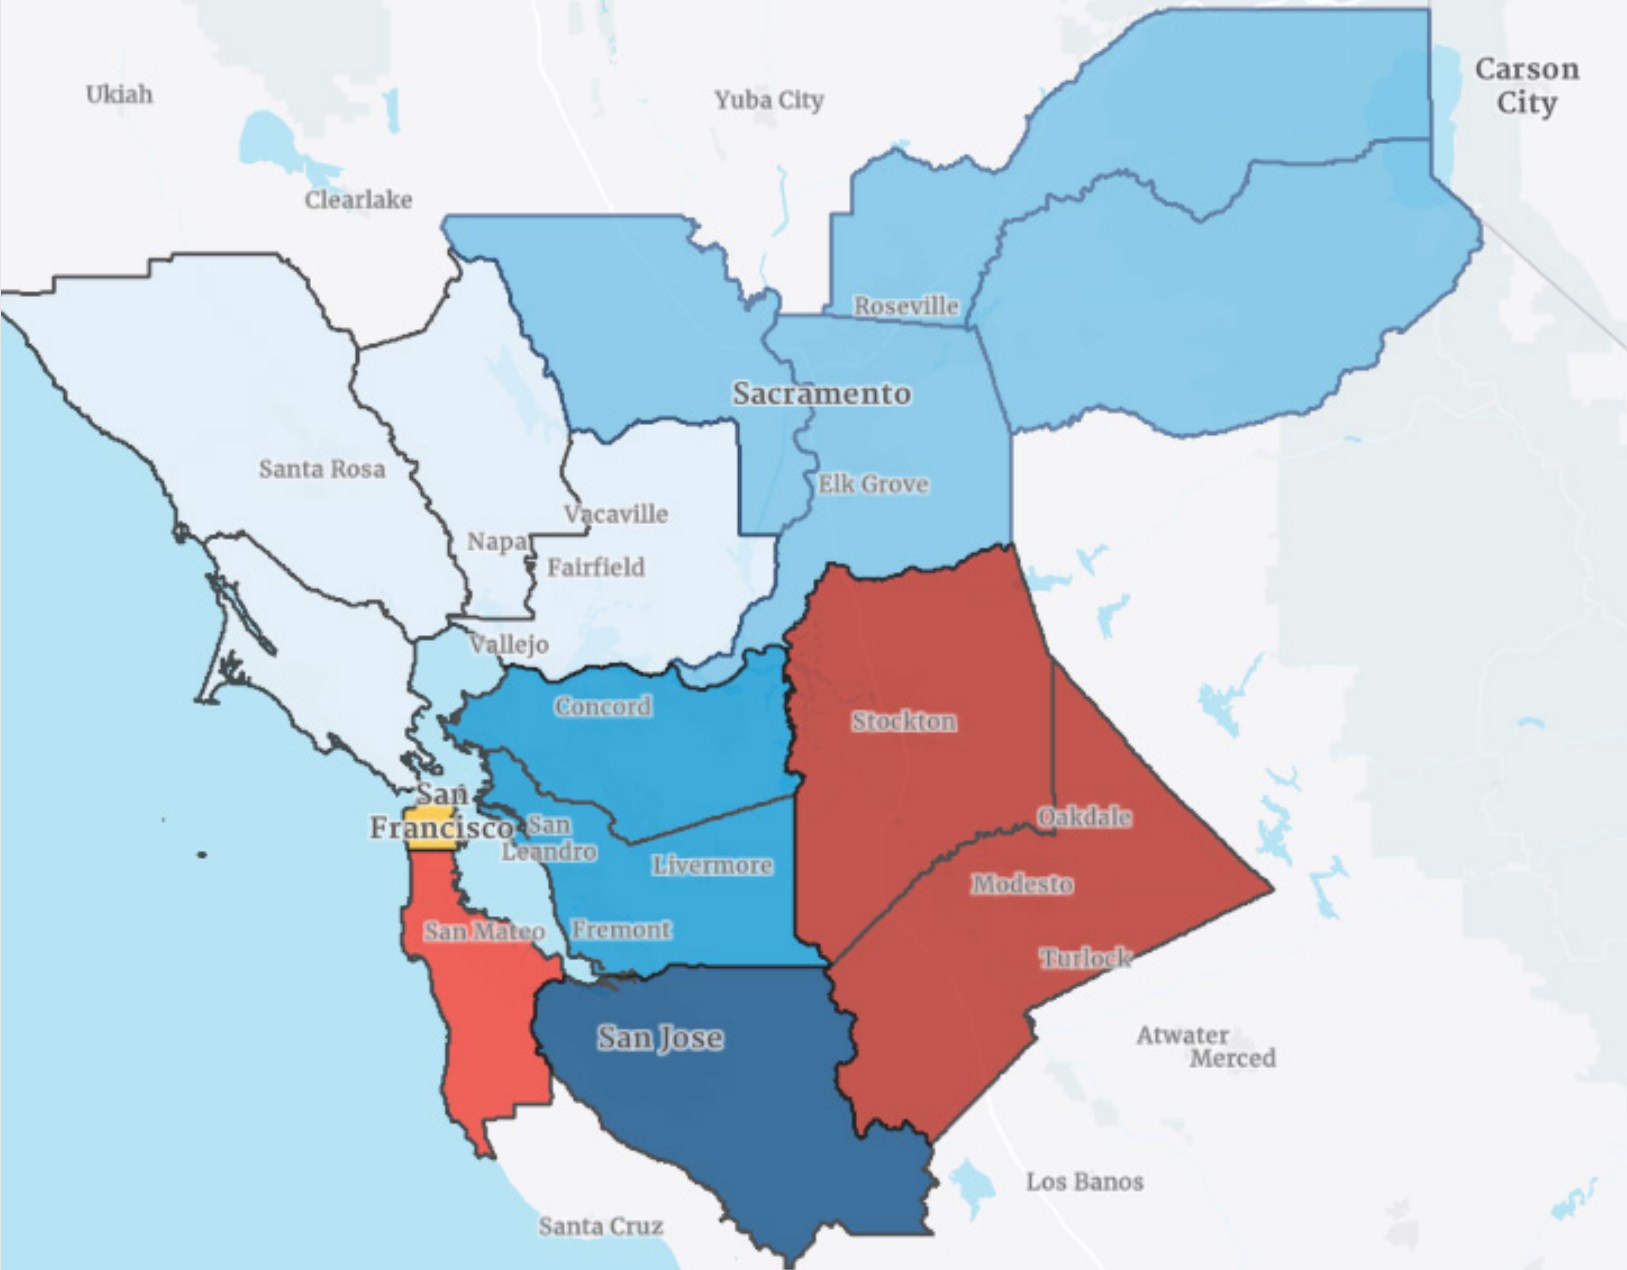 Carson
City
Ukiah
Yuba City
Clearlake
Roseville
Sacramento
Santa Rosa
Elk Grove
Vacaville
Napa
Fairfield
Vallejo
Concord
Stockton
San
Francisco
San
Leandro
Oakdale
Livermore
Modesto
San Mateo
Fremont
Turlock
San Jose
Atwater
Merced
Los Banos
Santa Cruz